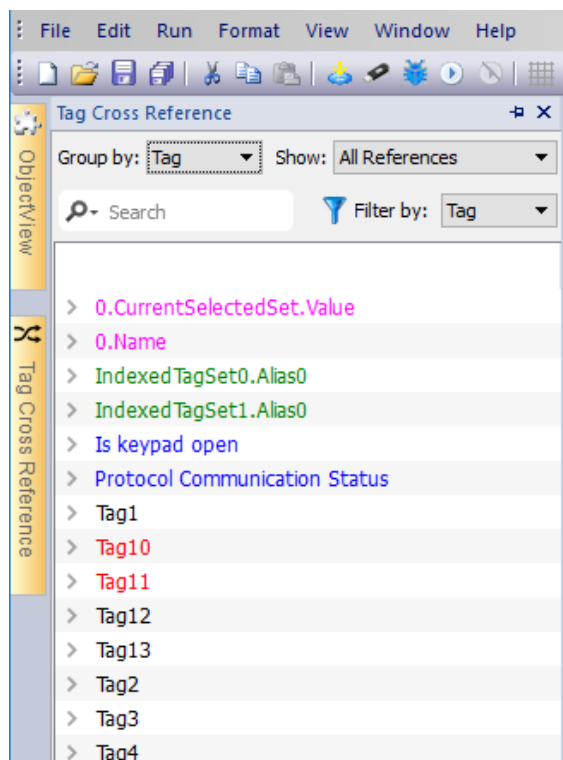 File Edit Run Format View Window Help
Tag Cross Reference
Group by: Tag Show: All References
Search Filter by: Tag
ObjectView
Tag Cross Reference
0.CurrentSelectedSet.Value
0.Name
IndexedTagSet0.Alias0
IndexedTagSet1.Alias0
Is keypad open
Protocol Communication Status
Tag1
Tag10
Tag11
Tag12
Tag13
Tag2
Tag3
Tag4